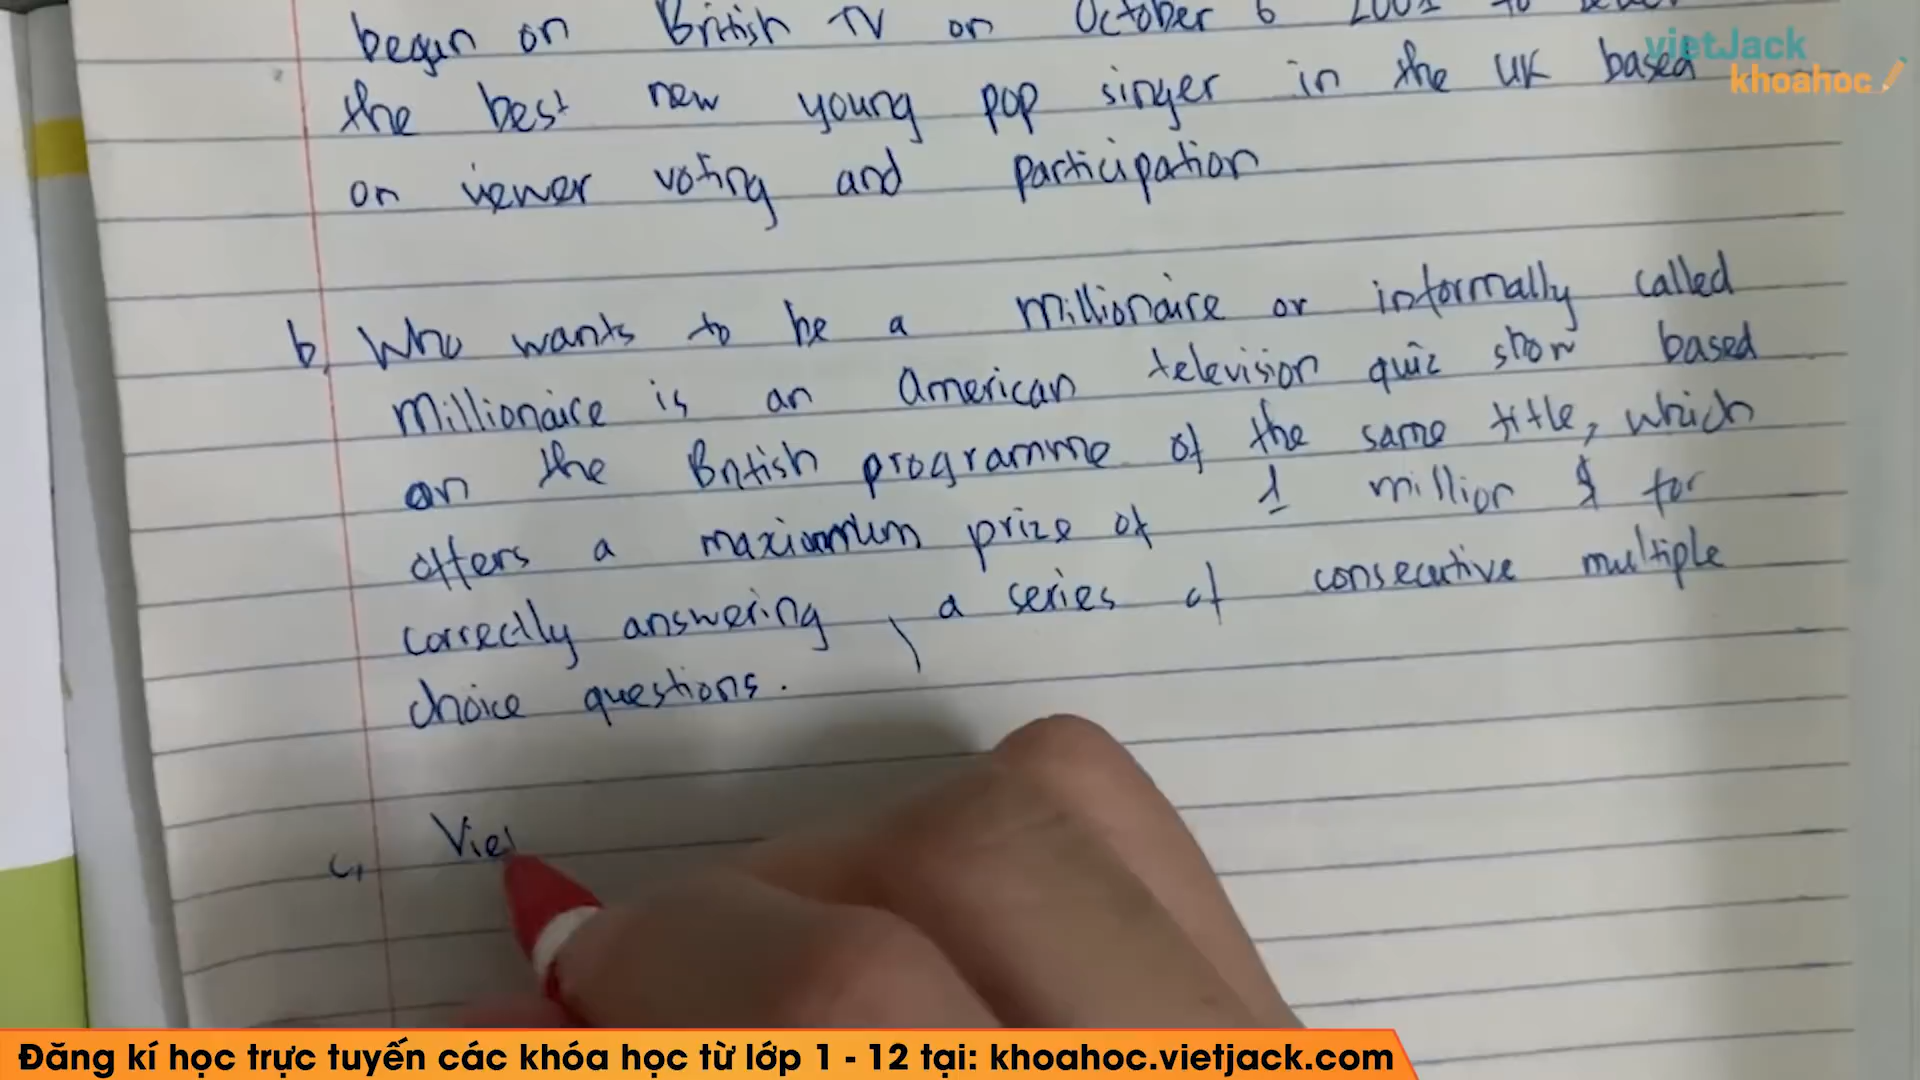 begun on British TV on October 6 2001 to
the best new young pop singer in the UK based
on viewer voting and participation
b, Who wants to be a millionaire or informally called
Millionaire is an American television quiz show based
on the British programme of the same title, which
offers a maximum prize of 1 million $ for
correctly answering, a series of consecutive multiple
choice questions.
c, Viet
vietJack
khoahoc
Đăng kí học trực tuyến các khóa học từ lớp 1 - 12 tại: khoahoc.vietjack.com